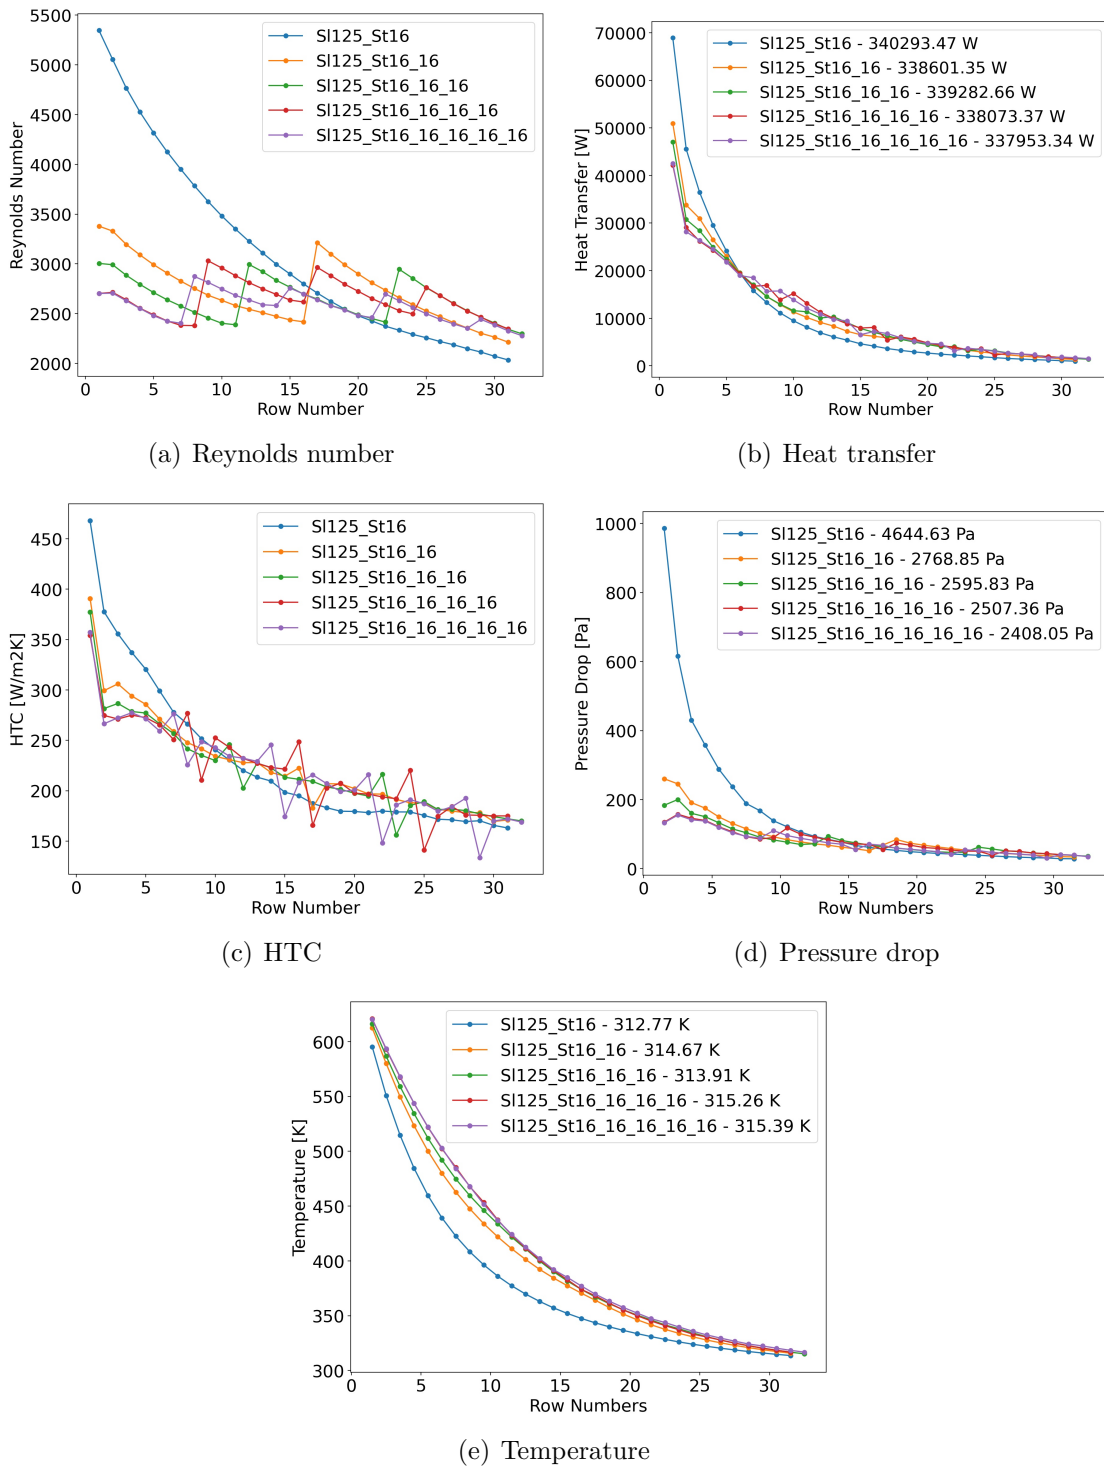 5500
5000
4500
4000
3500
3000
2500
2000
Reynolds Number
Sl125_St16
Sl125_St16_16
Sl125_St16_16_16
Sl125_St16_16_16_16
Sl125_St16_16_16_16_16
0 5 10 15 20 25 30
Row Number
(a) Reynolds number
70000
60000
50000
40000
30000
20000
10000
0
Heat Transfer [W]
Sl125_St16 - 340293.47 W
Sl125_St16_16 - 338601.35 W
Sl125_St16_16_16 - 339282.66 W
Sl125_St16_16_16_16 - 338073.37 W
Sl125_St16_16_16_16_16 - 337953.34 W
0 5 10 15 20 25 30
Row Number
(b) Heat transfer
450
400
350
300
250
200
150
HTC [W/m2K]
Sl125_St16
Sl125_St16_16
Sl125_St16_16_16
Sl125_St16_16_16_16
Sl125_St16_16_16_16_16
0 5 10 15 20 25 30
Row Number
(c) HTC
1000
800
600
400
200
0
Pressure Drop [Pa]
Sl125_St16 - 4644.63 Pa
Sl125_St16_16 - 2768.85 Pa
Sl125_St16_16_16 - 2595.83 Pa
Sl125_St16_16_16_16 - 2507.36 Pa
Sl125_St16_16_16_16_16 - 2408.05 Pa
0 5 10 15 20 25 30
Row Numbers
(d) Pressure drop
600
550
500
450
400
350
300
Temperature [K]
Sl125_St16 - 312.77 K
Sl125_St16_16 - 314.67 K
Sl125_St16_16_16 - 313.91 K
Sl125_St16_16_16_16 - 315.26 K
Sl125_St16_16_16_16_16 - 315.39 K
0 5 10 15 20 25 30
Row Numbers
(e) Temperature